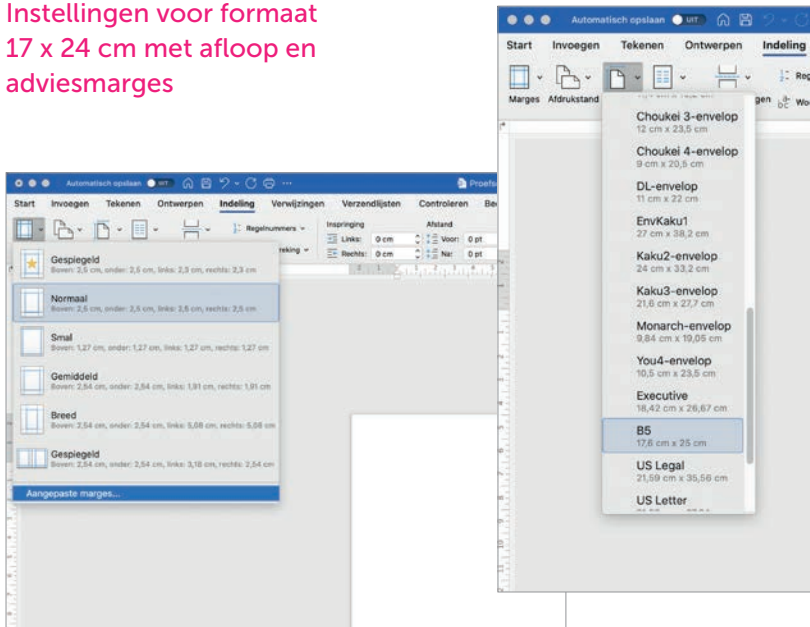 Instellingen voor formaat
17 x 24 cm met afloop en
adviesmarges
Automatisch opslaan UIT
Start Invoegen Tekenen Ontwerpen Indeling
Marges Afdrukstand
Choukei 3-envelop
12 cm x 23,5 cm
Choukei 4-envelop
9 cm x 20,5 cm
DL-envelop
11 cm x 22 cm
EnvKaku1
27 cm x 38,2 cm
Kaku2-envelop
24 cm x 33,2 cm
Kaku3-envelop
21,6 cm x 27,7 cm
Monarch-envelop
9,84 cm x 19,05 cm
You4-envelop
10,5 cm x 23,5 cm
Executive
18,42 cm x 26,67 cm
B5
17,6 cm x 25 cm
US Legal
21,59 cm x 35,56 cm
US Letter
Automatisch opslaan UIT
Start Invoegen Tekenen Ontwerpen Indeling Verwijzingen Verzendlijsten Controleren
Regelnummers Inspringing Afstand
Links: 0 cm Voor: 0 pt
Rechts: 0 cm Na: 0 pt
Gespiegeld
Boven: 2,5 cm, onder: 2,5 cm, links: 2,3 cm, rechts: 2,3 cm
Normaal
Boven: 2,5 cm, onder: 2,5 cm, links: 2,5 cm, rechts: 2,5 cm
Smal
Boven: 1,27 cm, onder: 1,27 cm, links: 1,27 cm, rechts: 1,27 cm
Gemiddeld
Boven: 2,54 cm, onder: 2,54 cm, links: 1,91 cm, rechts: 1,91 cm
Breed
Boven: 2,54 cm, onder: 2,54 cm, links: 5,08 cm, rechts: 5,08 cm
Gespiegeld
Boven: 2,54 cm, onder: 2,54 cm, links: 3,18 cm, rechts: 2,54 cm
Aangepaste marges...